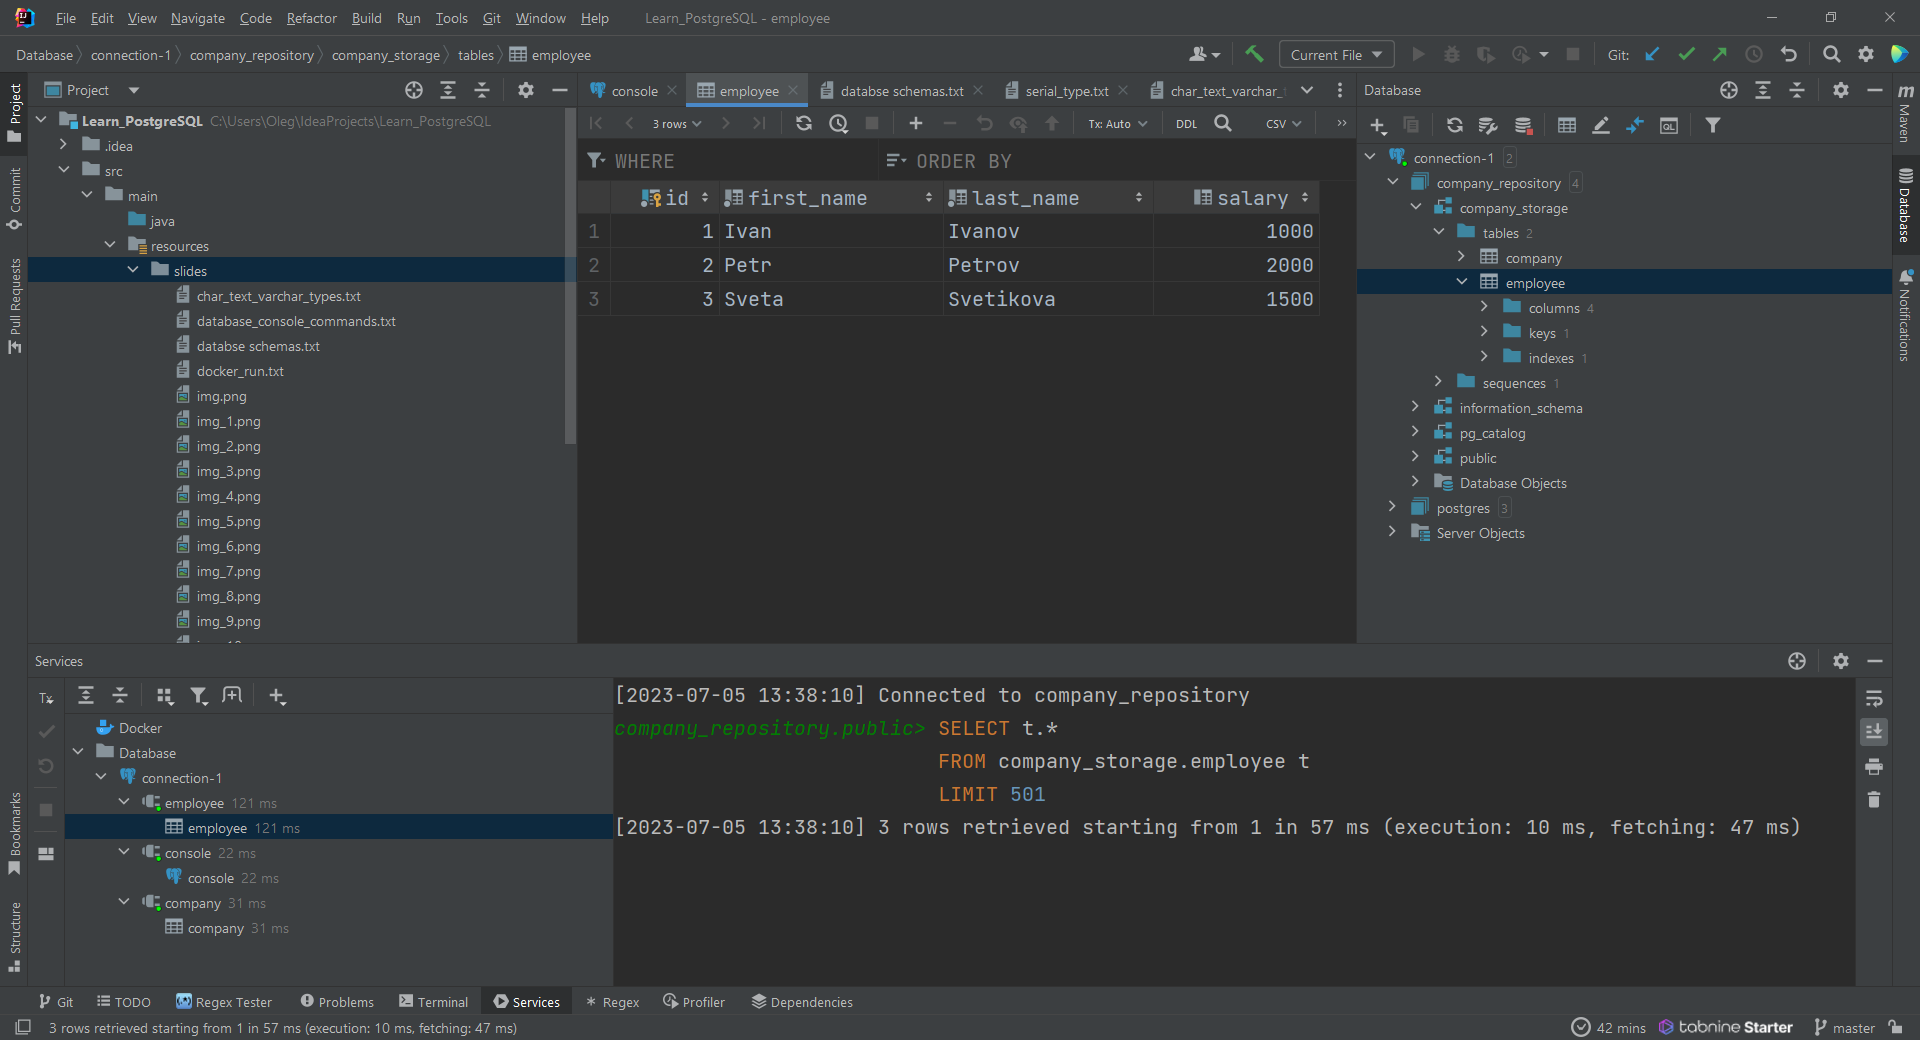 File Edit View Navigate Code Refactor Build Run Tools Git Window Help Learn_PostgreSQL - employee
Database connection-1 company_repository company_storage tables employee Current File Git:
Project
Learn_PostgreSQL C:\Users\Oleg\IdeaProjects\Learn_PostgreSQL
.idea
src
main
java
resources
slides
char_text_varchar_types.txt
database_console_commands.txt
databse schemas.txt
docker_run.txt
img.png
img_1.png
img_2.png
img_3.png
img_4.png
img_5.png
img_6.png
img_7.png
img_8.png
img_9.png
console employee databse schemas.txt serial_type.txt char_text_varchar_
3 rows Tx: Auto DDL CSV
WHERE ORDER BY
id first_name last_name salary
1 1 Ivan Ivanov 1000
2 2 Petr Petrov 2000
3 3 Sveta Svetikova 1500
Database
connection-1 2
company_repository 4
company_storage
tables 2
company
employee
columns 4
keys 1
indexes 1
sequences 1
information_schema
pg_catalog
public
Database Objects
postgres 3
Server Objects
Project
Commit
Pull Requests
Bookmarks
Structure
m
Maven
Database
Notifications
Services
Tx
Docker
Database
connection-1
employee 121 ms
employee 121 ms
console 22 ms
console 22 ms
company 31 ms
company 31 ms
[2023-07-05 13:38:10] Connected to company_repository
company_repository.public> SELECT t.*
FROM company_storage.employee t
LIMIT 501
[2023-07-05 13:38:10] 3 rows retrieved starting from 1 in 57 ms (execution: 10 ms, fetching: 47 ms)
Git TODO Regex Tester Problems Terminal Services Regex Profiler Dependencies
3 rows retrieved starting from 1 in 57 ms (execution: 10 ms, fetching: 47 ms) 42 mins tabnine Starter master